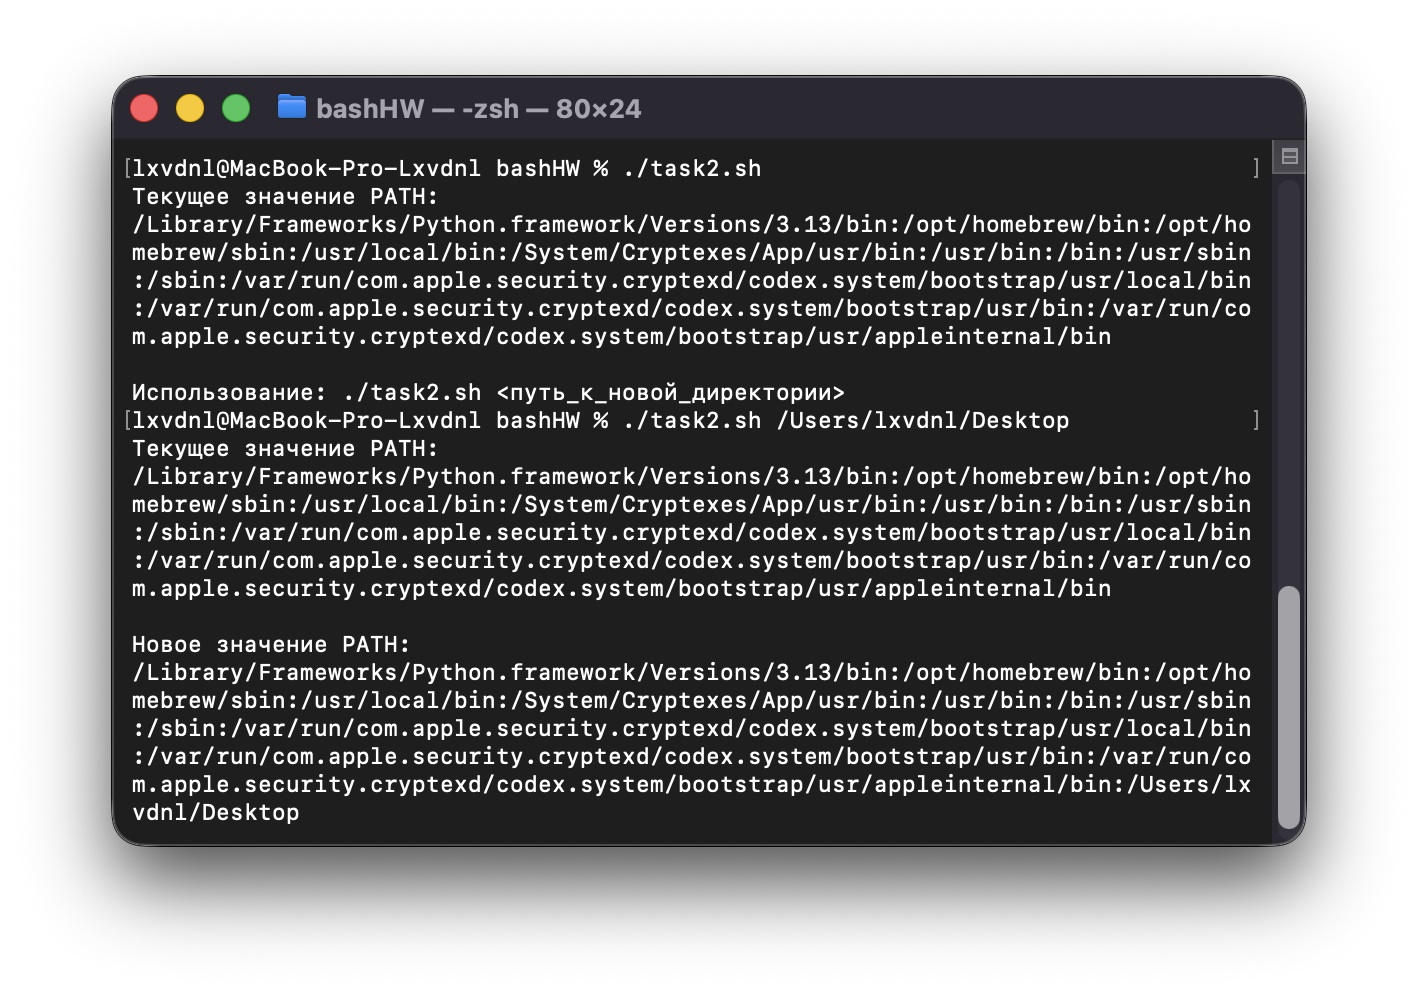 bashHW — -zsh — 80×24
[lxvdnl@MacBook-Pro-Lxvdnl bashHW % ./task2.sh ]
Текущее значение PATH:
/Library/Frameworks/Python.framework/Versions/3.13/bin:/opt/homebrew/bin:/opt/ho
mebrew/sbin:/usr/local/bin:/System/Cryptexes/App/usr/bin:/usr/bin:/bin:/usr/sbin
:/sbin:/var/run/com.apple.security.cryptexd/codex.system/bootstrap/usr/local/bin
:/var/run/com.apple.security.cryptexd/codex.system/bootstrap/usr/bin:/var/run/co
m.apple.security.cryptexd/codex.system/bootstrap/usr/appleinternal/bin
Использование: ./task2.sh <путь_к_новой_директории>
[lxvdnl@MacBook-Pro-Lxvdnl bashHW % ./task2.sh /Users/lxvdnl/Desktop ]
Текущее значение PATH:
/Library/Frameworks/Python.framework/Versions/3.13/bin:/opt/homebrew/bin:/opt/ho
mebrew/sbin:/usr/local/bin:/System/Cryptexes/App/usr/bin:/usr/bin:/bin:/usr/sbin
:/sbin:/var/run/com.apple.security.cryptexd/codex.system/bootstrap/usr/local/bin
:/var/run/com.apple.security.cryptexd/codex.system/bootstrap/usr/bin:/var/run/co
m.apple.security.cryptexd/codex.system/bootstrap/usr/appleinternal/bin
Новое значение PATH:
/Library/Frameworks/Python.framework/Versions/3.13/bin:/opt/homebrew/bin:/opt/ho
mebrew/sbin:/usr/local/bin:/System/Cryptexes/App/usr/bin:/usr/bin:/bin:/usr/sbin
:/sbin:/var/run/com.apple.security.cryptexd/codex.system/bootstrap/usr/local/bin
:/var/run/com.apple.security.cryptexd/codex.system/bootstrap/usr/bin:/var/run/co
m.apple.security.cryptexd/codex.system/bootstrap/usr/appleinternal/bin:/Users/lx
vdnl/Desktop